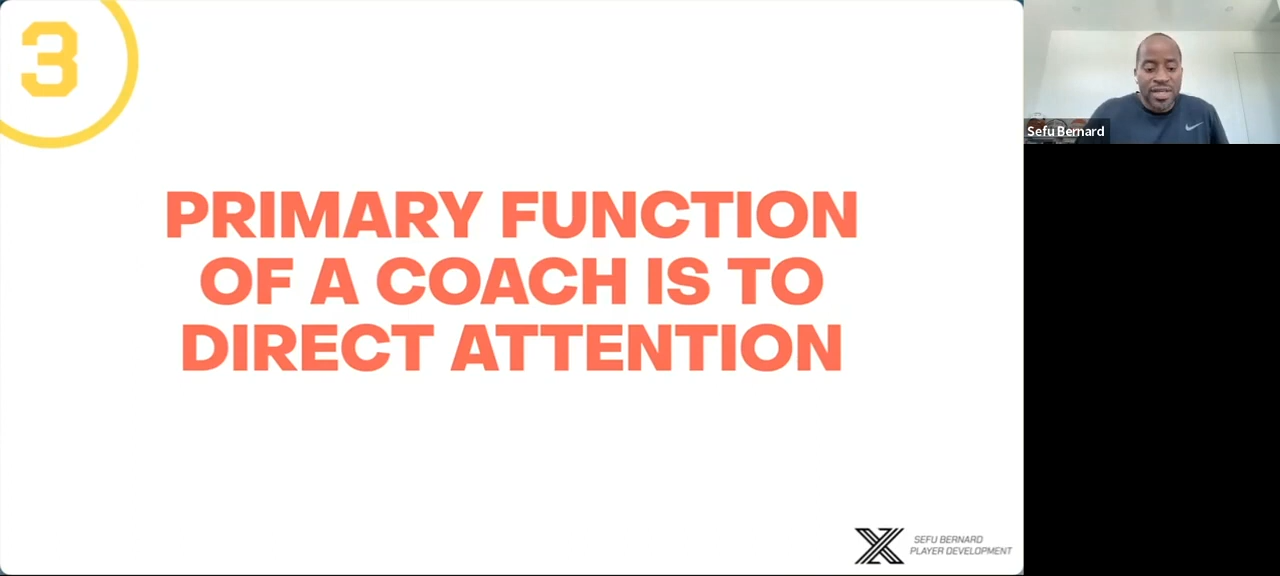 3
PRIMARY FUNCTION
OF A COACH IS TO
DIRECT ATTENTION
SEFU BERNARD
PLAYER DEVELOPMENT
Sefu Bernard